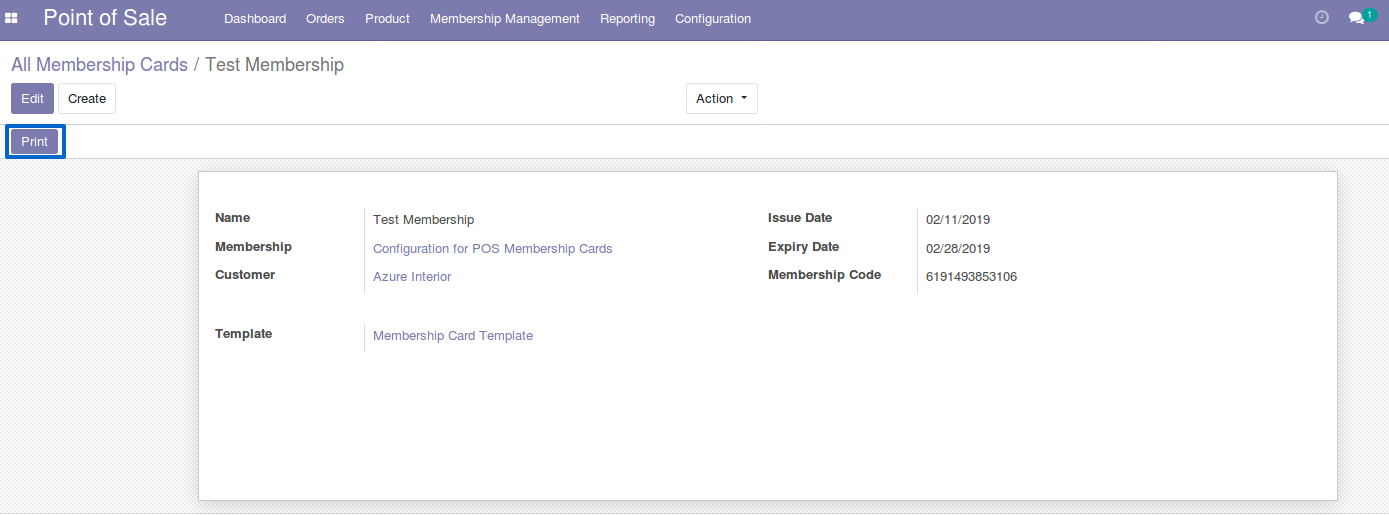 Point of Sale Dashboard Orders Product Membership Management Reporting Configuration 1
All Membership Cards / Test Membership
Edit Create Action
Print
Name Test Membership Issue Date 02/11/2019
Membership Configuration for POS Membership Cards Expiry Date 02/28/2019
Customer Azure Interior Membership Code 6191493853106
Template Membership Card Template